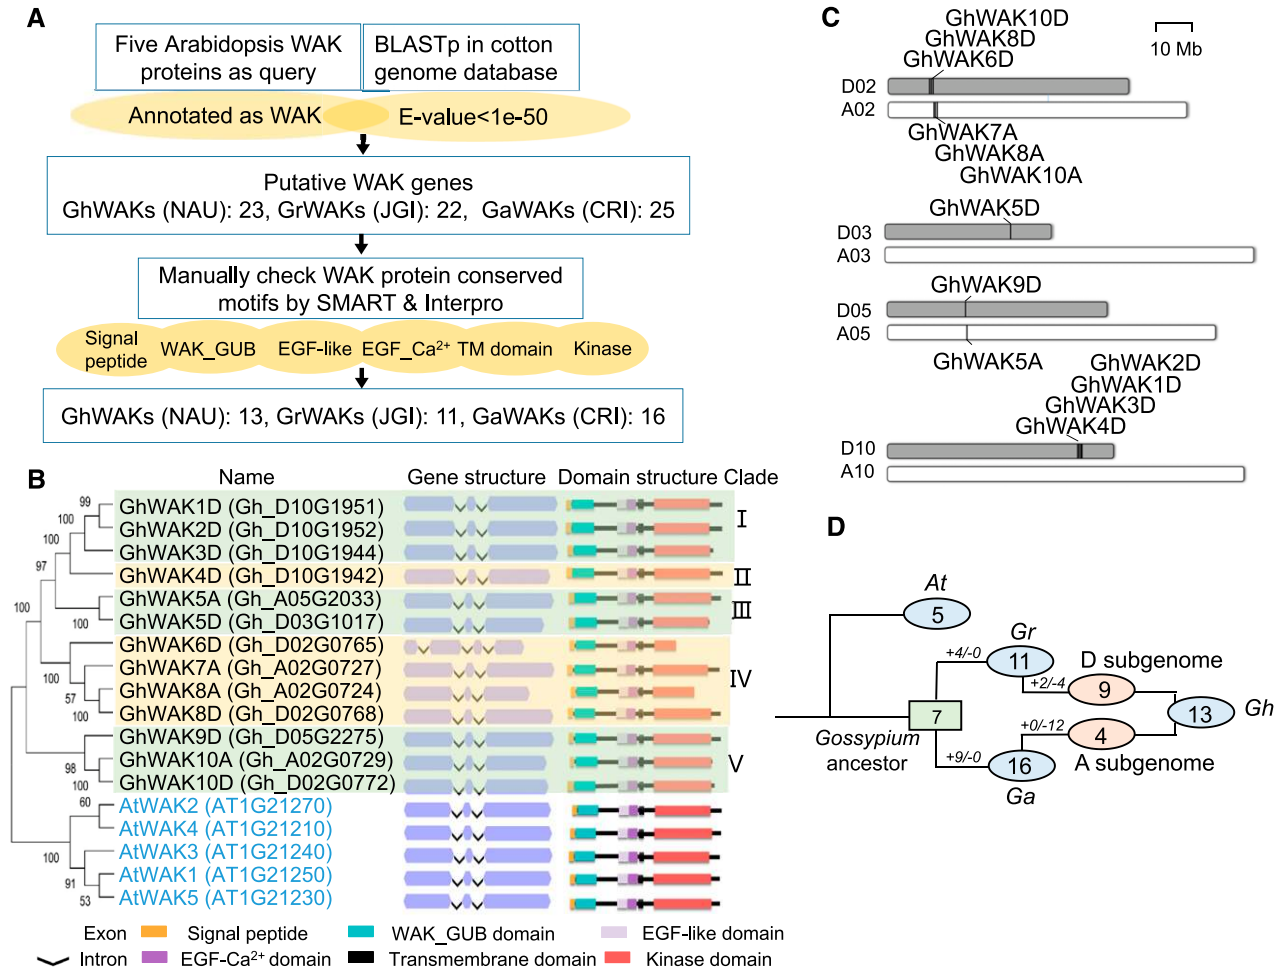 A
Five Arabidopsis WAK
proteins as query
BLASTp in cotton
genome database
Annotated as WAK
E-value<1e-50
Putative WAK genes
GhWAKs (NAU): 23, GrWAKs (JGI): 22, GaWAKs (CRI): 25
Manually check WAK protein conserved
motifs by SMART & Interpro
Signal
peptide
WAK_GUB
EGF-like
EGF_Ca²⁺
TM domain
Kinase
GhWAKs (NAU): 13, GrWAKs (JGI): 11, GaWAKs (CRI): 16
B
Name
Gene structure
Domain structure
Clade
GhWAK1D (Gh_D10G1951)
GhWAK2D (Gh_D10G1952)
GhWAK3D (Gh_D10G1944)
GhWAK4D (Gh_D10G1942)
GhWAK5A (Gh_A05G2033)
GhWAK5D (Gh_D03G1017)
GhWAK6D (Gh_D02G0765)
GhWAK7A (Gh_A02G0727)
GhWAK8A (Gh_A02G0724)
GhWAK8D (Gh_D02G0768)
GhWAK9D (Gh_D05G2275)
GhWAK10A (Gh_A02G0729)
GhWAK10D (Gh_D02G0772)
AtWAK2 (AT1G21270)
AtWAK4 (AT1G21210)
AtWAK3 (AT1G21240)
AtWAK1 (AT1G21250)
AtWAK5 (AT1G21230)
99
100
100
97
100
100
100
57
100
98
100
60
100
91
53
I
II
III
IV
V
Exon
Signal peptide
WAK_GUB domain
EGF-like domain
Intron
EGF-Ca²⁺ domain
Transmembrane domain
Kinase domain
C
10 Mb
GhWAK10D
GhWAK8D
GhWAK6D
D02
A02
GhWAK7A
GhWAK8A
GhWAK10A
GhWAK5D
D03
A03
GhWAK9D
D05
A05
GhWAK5A
GhWAK2D
GhWAK1D
GhWAK3D
GhWAK4D
D10
A10
D
At
5
Gr
11
+4/-0
+2/-4
D subgenome
9
7
Gossypium
ancestor
13
Gh
+0/-12
4
A subgenome
+9/-0
16
Ga